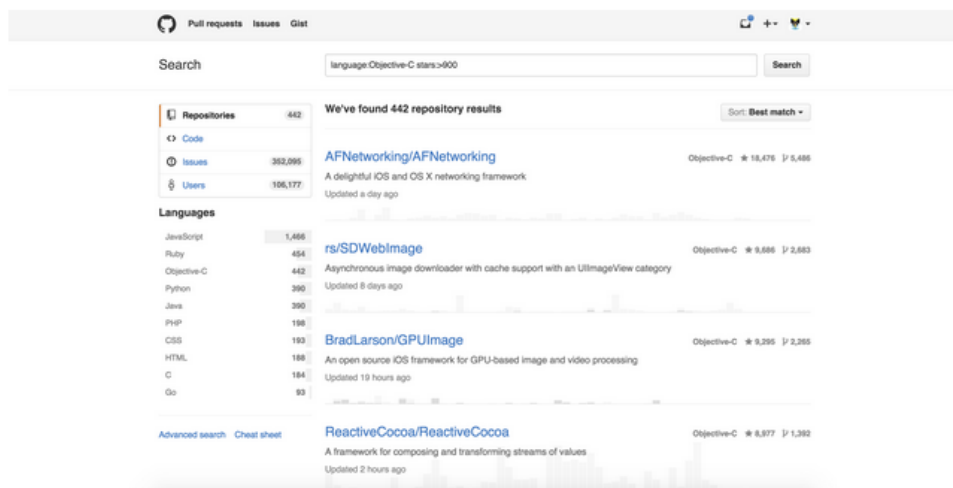 Pull requests Issues Gist
Search
language:Objective-C stars:>900
Search
Repositories 442
Code
Issues 352,095
Users 106,177
Languages
JavaScript 1,466
Ruby 454
Objective-C 442
Python 390
Java 390
PHP 198
CSS 193
HTML 188
C 184
Go 93
Advanced search Cheat sheet
We've found 442 repository results
Sort: Best match
AFNetworking/AFNetworking
Objective-C 18,476 5,486
A delightful iOS and OS X networking framework
Updated a day ago
rs/SDWebImage
Objective-C 9,686 2,683
Asynchronous image downloader with cache support with an UIImageView category
Updated 8 days ago
BradLarson/GPUImage
Objective-C 9,295 2,265
An open source iOS framework for GPU-based image and video processing
Updated 19 hours ago
ReactiveCocoa/ReactiveCocoa
Objective-C 8,977 1,392
A framework for composing and transforming streams of values
Updated 2 hours ago